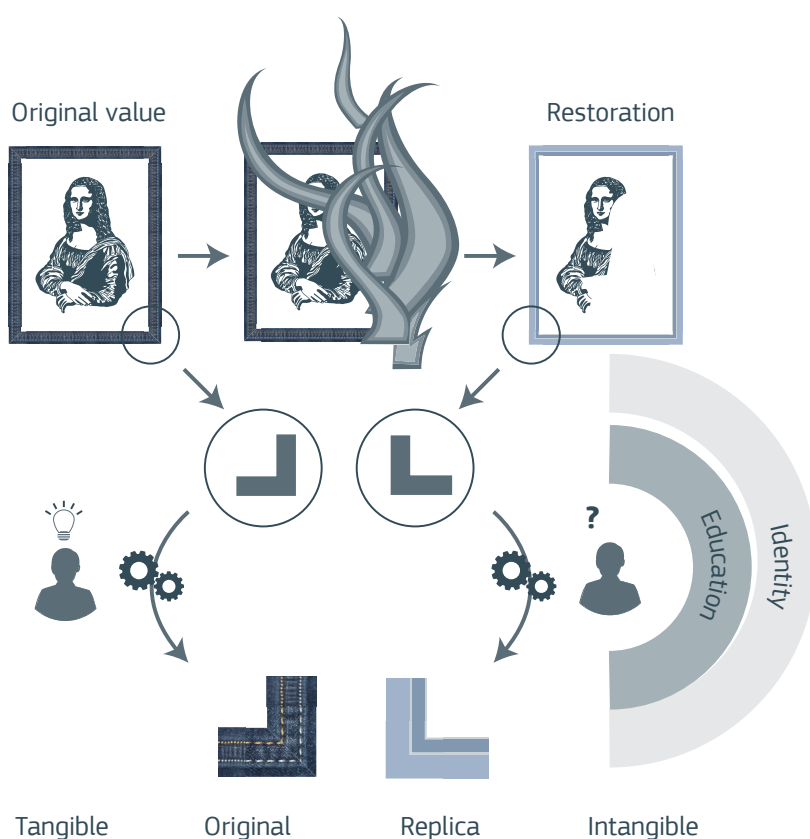 Original value
Restoration
?
Education
Identity
Tangible
Original
Replica
Intangible